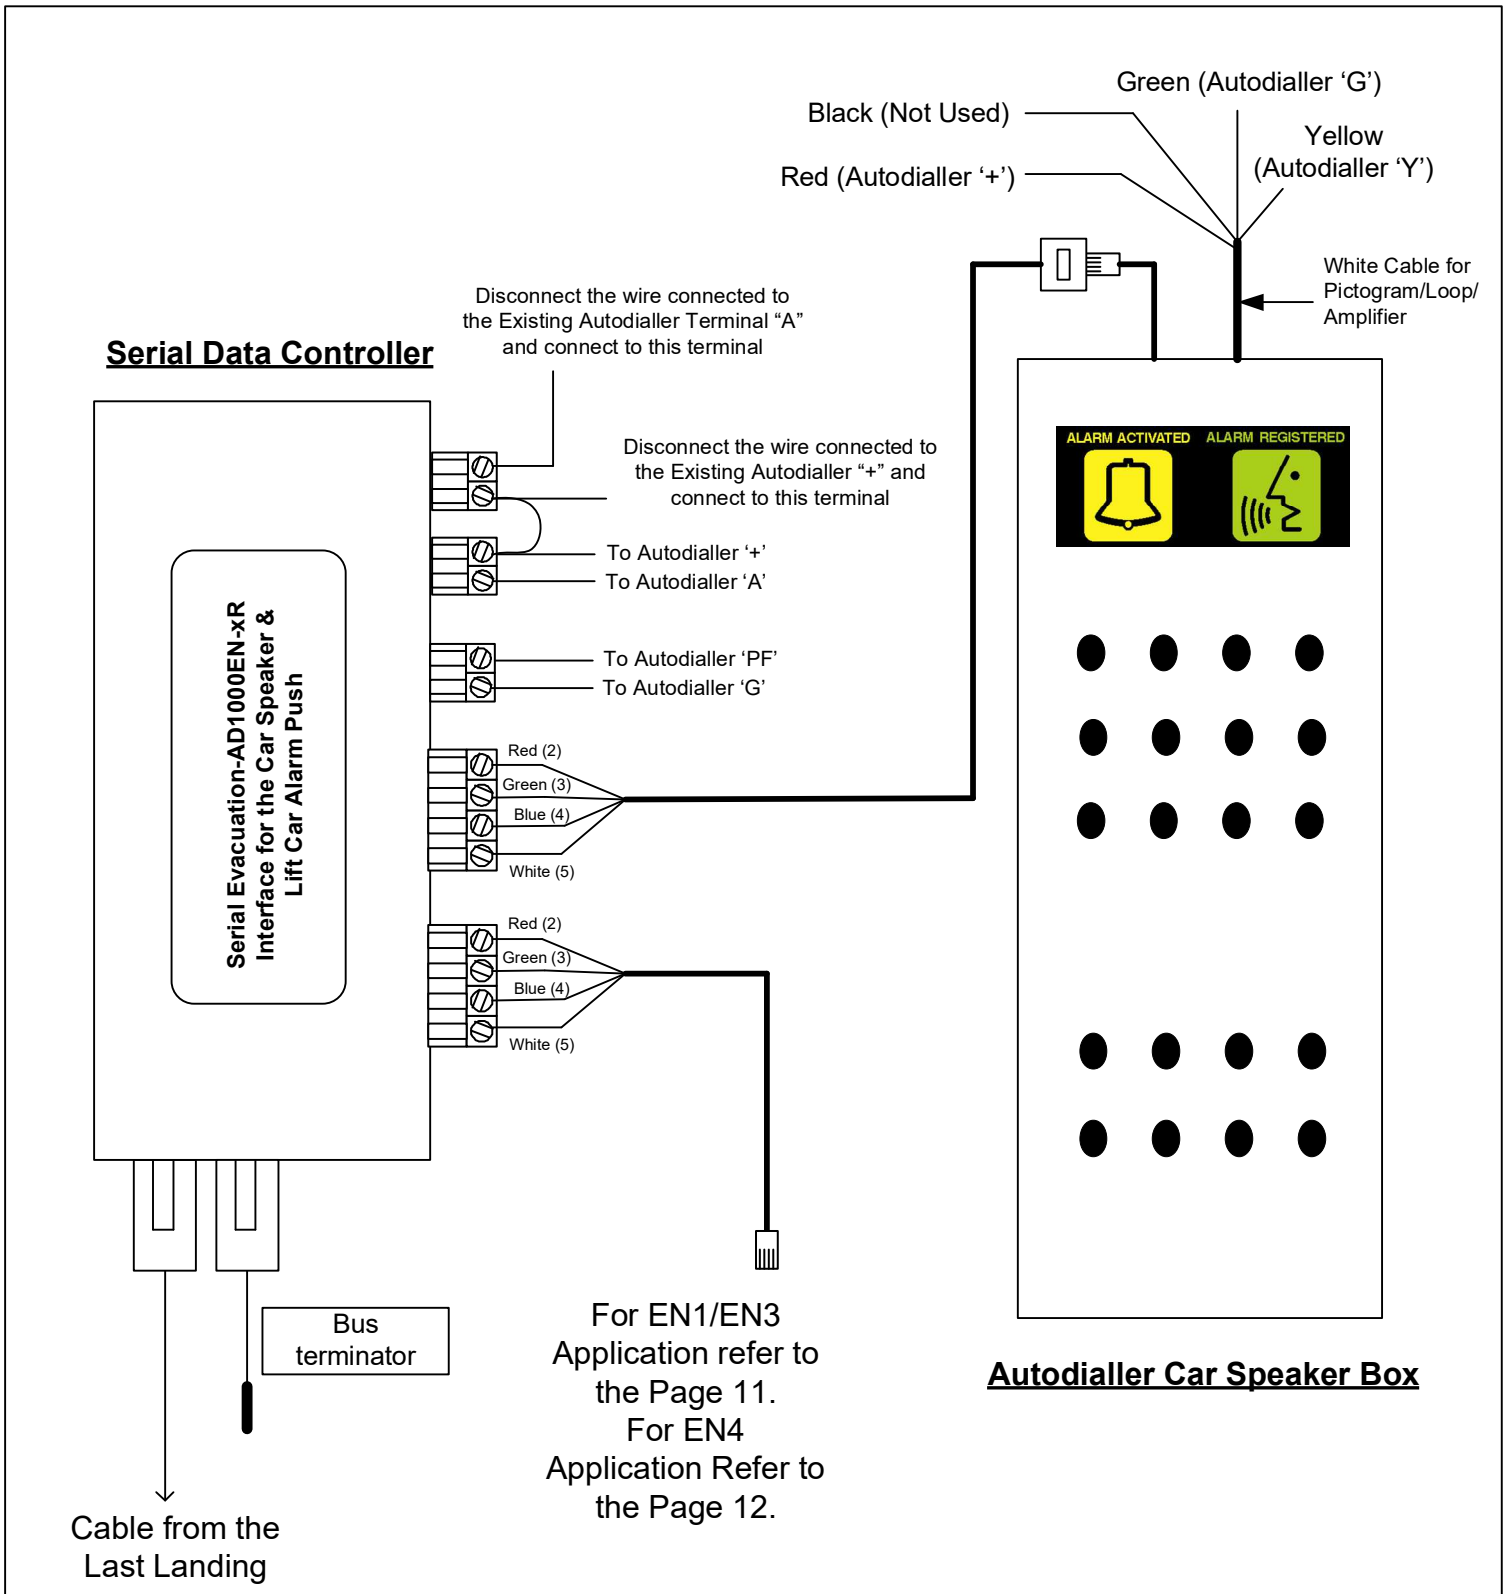 Green (Autodialler ‘G’)
Black (Not Used)
Yellow
(Autodialler ‘Y’)
Red (Autodialler ‘+’)
White Cable for
Pictogram/Loop/
Amplifier
Disconnect the wire connected to
the Existing Autodialler Terminal “A”
and connect to this terminal
Serial Data Controller
Disconnect the wire connected to
the Existing Autodialler “+” and
connect to this terminal
ALARM ACTIVATED
ALARM REGISTERED
To Autodialler ‘+’
To Autodialler ‘A’
To Autodialler ‘PF’
To Autodialler ‘G’
Serial Evacuation-AD1000EN-xR
Interface for the Car Speaker &
Lift Car Alarm Push
Red (2)
Green (3)
Blue (4)
White (5)
Red (2)
Green (3)
Blue (4)
White (5)
Bus
terminator
For EN1/EN3
Application refer to
the Page 11.
For EN4
Application Refer to
the Page 12.
Autodialler Car Speaker Box
Cable from the
Last Landing